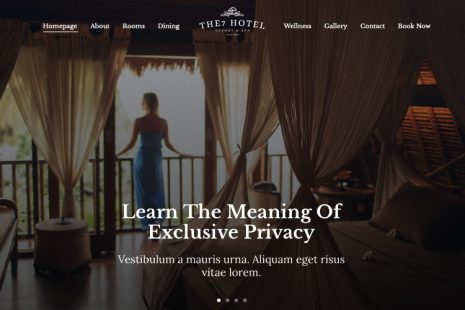 Homepage
About
Rooms
Dining
THE7 HOTEL
RESORT & SPA
Wellness
Gallery
Contact
Book Now
Learn The Meaning Of
Exclusive Privacy
Vestibulum a mauris urna. Aliquam eget risus
vitae lorem.